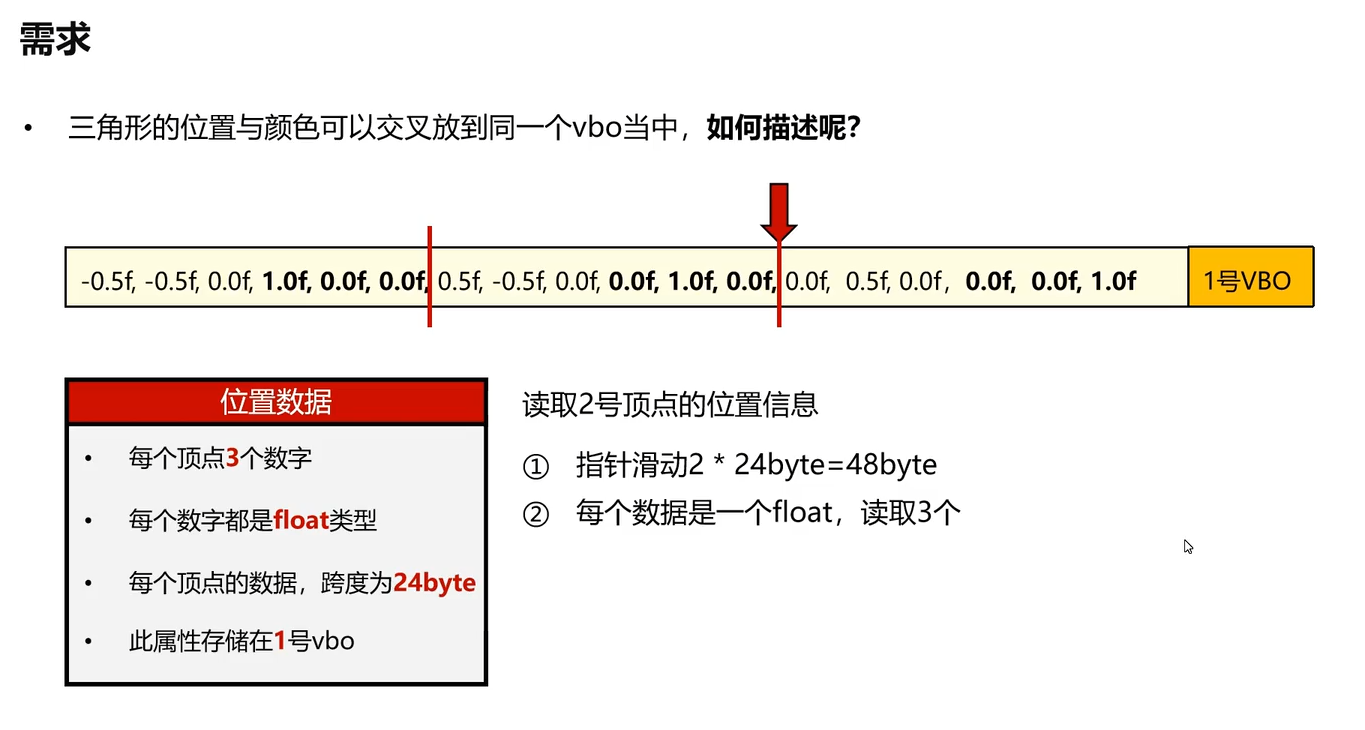 需求
• 三角形的位置与颜色可以交叉放到同一个vbo当中，如何描述呢？
-0.5f, -0.5f, 0.0f, 1.0f, 0.0f, 0.0f, 0.5f, -0.5f, 0.0f, 0.0f, 1.0f, 0.0f, 0.0f, 0.5f, 0.0f, 0.0f, 0.0f, 1.0f 1号VBO
位置数据
• 每个顶点3个数字
• 每个数字都是float类型
• 每个顶点的数据，跨度为24byte
• 此属性存储在1号vbo
读取2号顶点的位置信息
① 指针滑动2 * 24byte=48byte
② 每个数据是一个float，读取3个